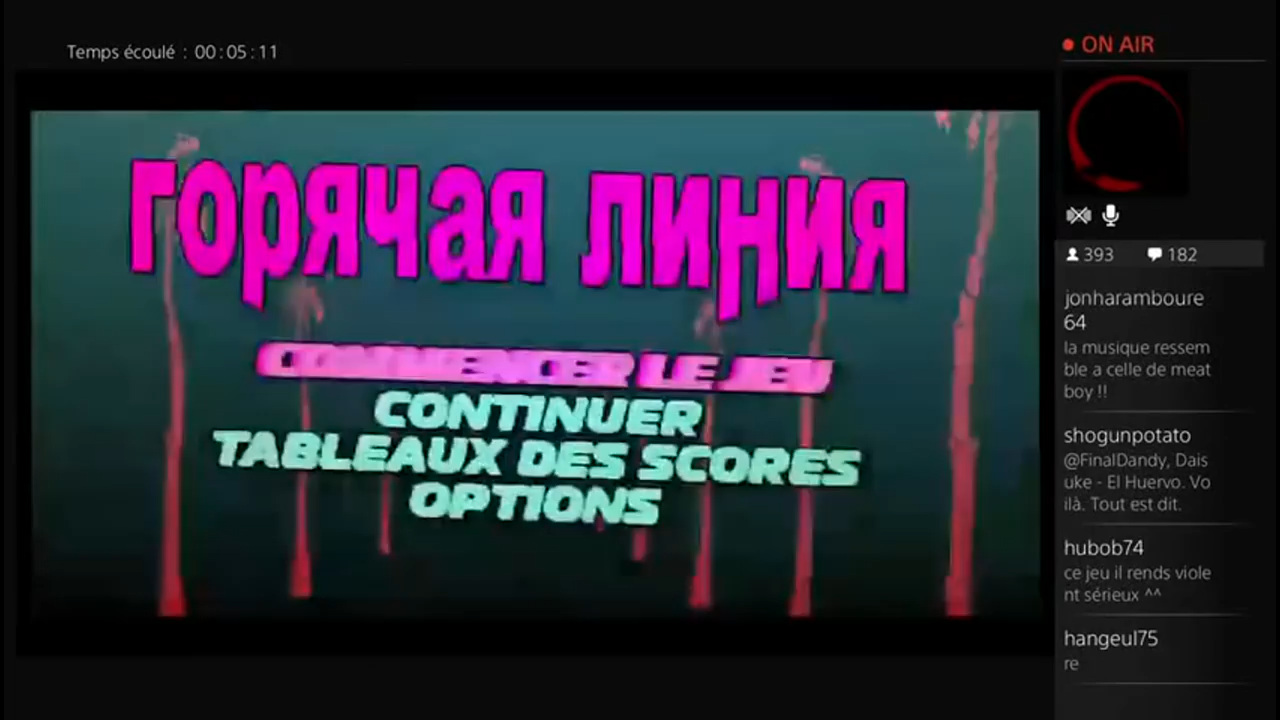 Temps écoulé : 00:05:11
ON AIR
горячая линия
COMMENCER LE JEU
CONTINUER
TABLEAUX DES SCORES
OPTIONS
393 182
jonharamboure
64
la musique ressem
ble a celle de meat
boy !!
shogunpotato
@FinalDandy, Dais
uke - El Huervo. Vo
ilà. Tout est dit.
hubob74
ce jeu il rends viole
nt sérieux ^^
hangeul75
re